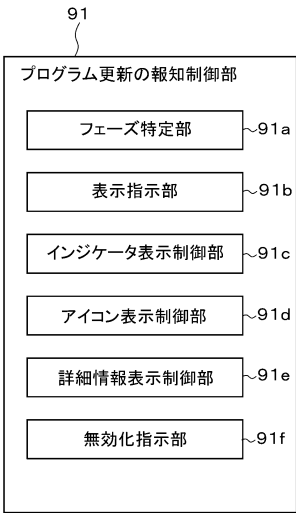 91
プログラム更新の報知制御部
フェーズ特定部
91a
表示指示部
91b
インジケータ表示制御部
91c
アイコン表示制御部
91d
詳細情報表示制御部
91e
無効化指示部
91f